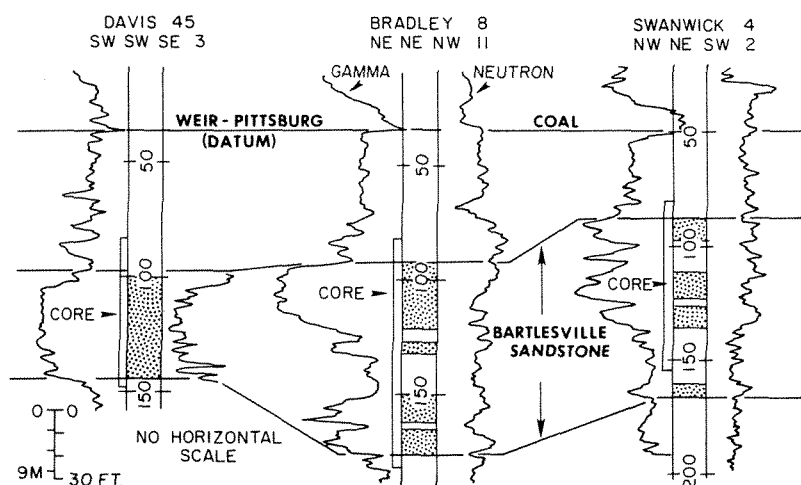 DAVIS 45
SW SW SE 3
BRADLEY 8
NE NE NW 11
SWANWICK 4
NW NE SW 2
GAMMA
NEUTRON
WEIR-PITTSBURG
(DATUM)
COAL
50
50
50
100
100
100
CORE
CORE
CORE
BARTLESVILLE
SANDSTONE
150
150
150
200
NO HORIZONTAL
SCALE
0 0
9M 30 FT.